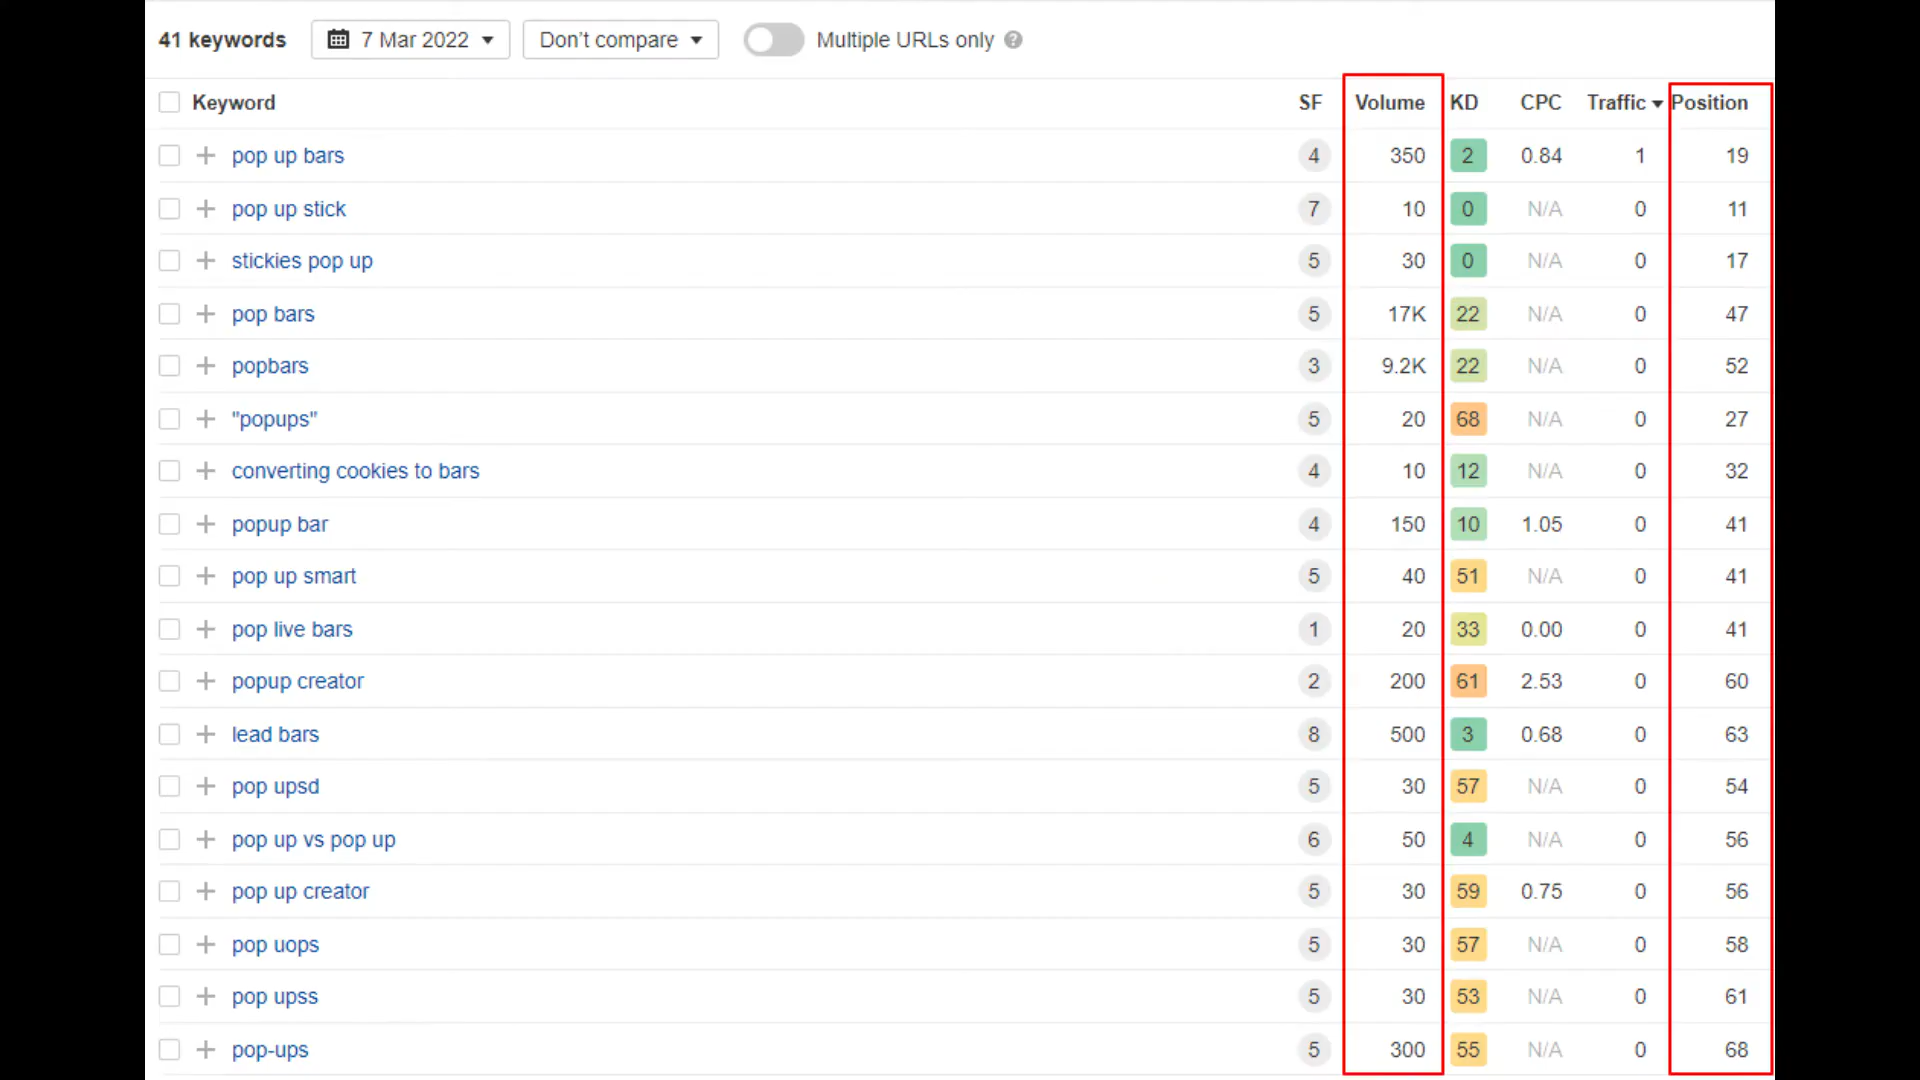 41 keywords 7 Mar 2022 Don't compare Multiple URLs only ?
Keyword SF Volume KD CPC Traffic Position
pop up bars 4 350 2 0.84 1 19
pop up stick 7 10 0 N/A 0 11
stickies pop up 5 30 0 N/A 0 17
pop bars 5 17K 22 N/A 0 47
popbars 3 9.2K 22 N/A 0 52
"popups" 5 20 68 N/A 0 27
converting cookies to bars 4 10 12 N/A 0 32
popup bar 4 150 10 1.05 0 41
pop up smart 5 40 51 N/A 0 41
pop live bars 1 20 33 0.00 0 41
popup creator 2 200 61 2.53 0 60
lead bars 8 500 3 0.68 0 63
pop upsd 5 30 57 N/A 0 54
pop up vs pop up 6 50 4 N/A 0 56
pop up creator 5 30 59 0.75 0 56
pop uops 5 30 57 N/A 0 58
pop upss 5 30 53 N/A 0 61
pop-ups 5 300 55 N/A 0 68